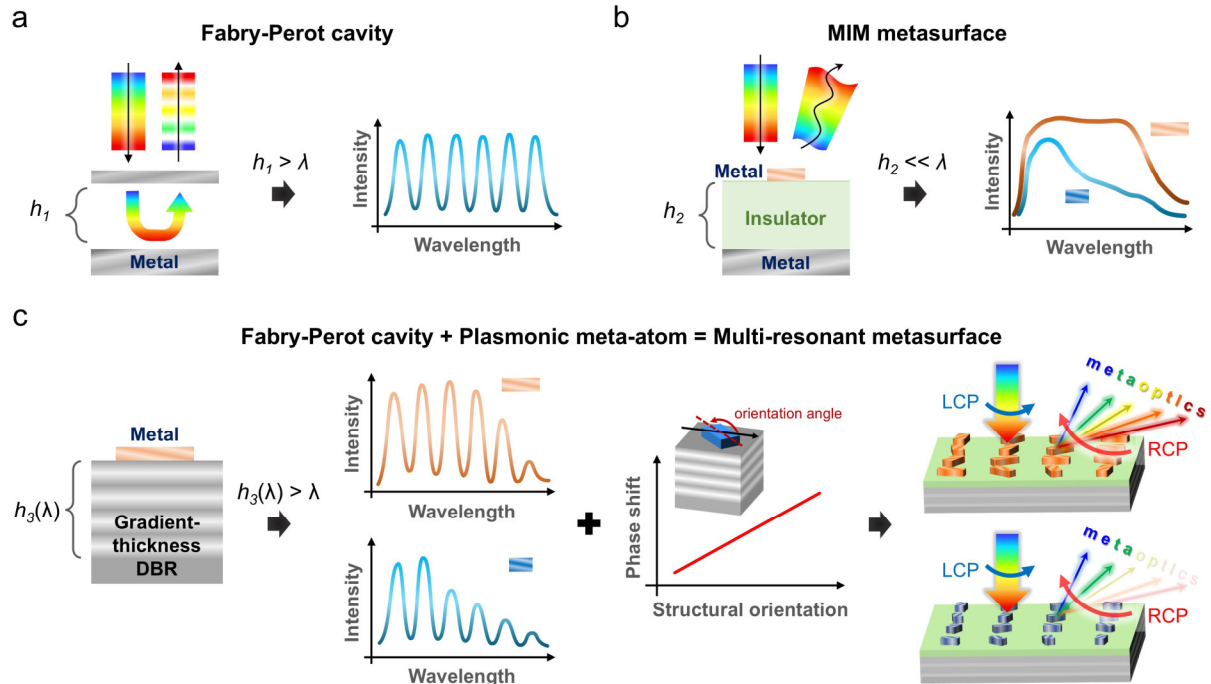 a
Fabry-Perot cavity
h₁
Metal
h₁ > λ
Intensity
Wavelength
b
MIM metasurface
Metal
h₂
Insulator
Metal
h₂ << λ
Intensity
Wavelength
c
Fabry-Perot cavity + Plasmonic meta-atom = Multi-resonant metasurface
Metal
h₃(λ)
Gradient-
thickness
DBR
h₃(λ) > λ
Intensity
Wavelength
Intensity
Wavelength
orientation angle
Phase shift
Structural orientation
LCP
metaoptics
RCP
LCP
metaoptics
RCP